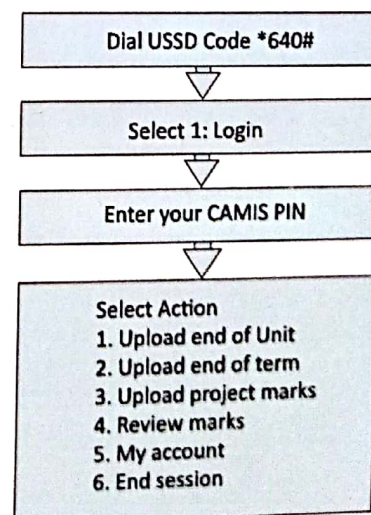 Dial USSD Code *640#
Select 1: Login
Enter your CAMIS PIN
Select Action
1. Upload end of Unit
2. Upload end of term
3. Upload project marks
4. Review marks
5. My account
6. End session